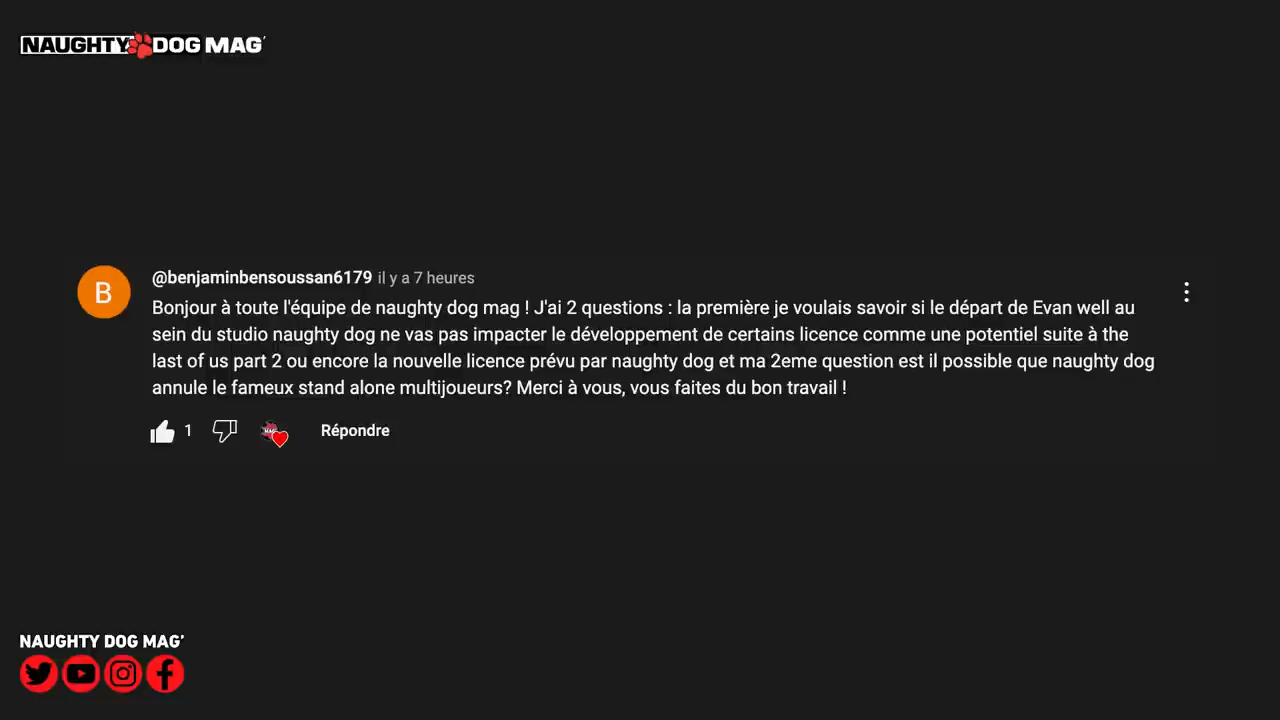 NAUGHTY DOG MAG'
@benjaminbensoussan6179 il y a 7 heures
Bonjour à toute l'équipe de naughty dog mag ! J'ai 2 questions : la première je voulais savoir si le départ de Evan well au
sein du studio naughty dog ne vas pas impacter le développement de certains licence comme une potentiel suite à the
last of us part 2 ou encore la nouvelle licence prévu par naughty dog et ma 2eme question est il possible que naughty dog
annule le fameux stand alone multijoueurs? Merci à vous, vous faites du bon travail !
1 Répondre
B
NAUGHTY DOG MAG'